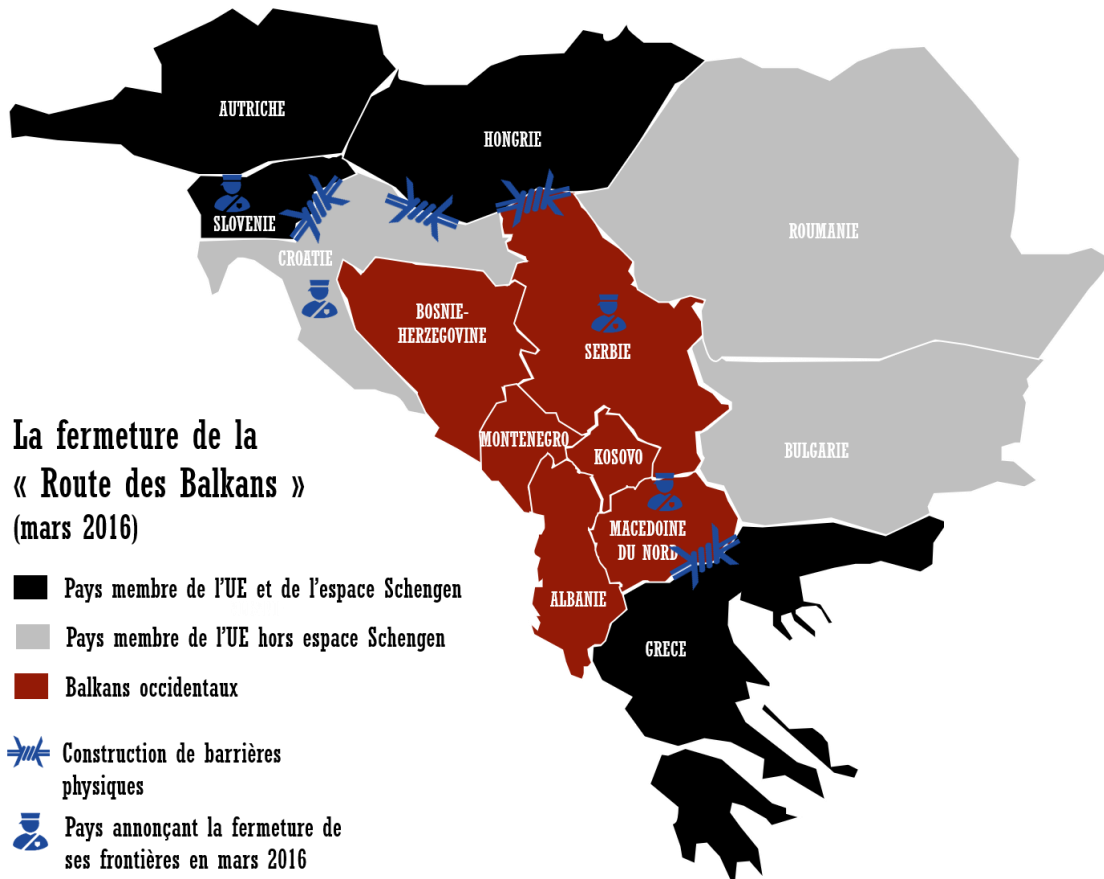 AUTRICHE
HONGRIE
SLOVENIE
CROATIE
ROUMANIE
BOSNIE-
HERZEGOVINE
SERBIE
MONTENEGRO
KOSOVO
BULGARIE
MACEDOINE
DU NORD
ALBANIE
GRECE
La fermeture de la
« Route des Balkans »
(mars 2016)
Pays membre de l'UE et de l'espace Schengen
Pays membre de l'UE hors espace Schengen
Balkans occidentaux
Construction de barrières
physiques
Pays annonçant la fermeture de
ses frontières en mars 2016